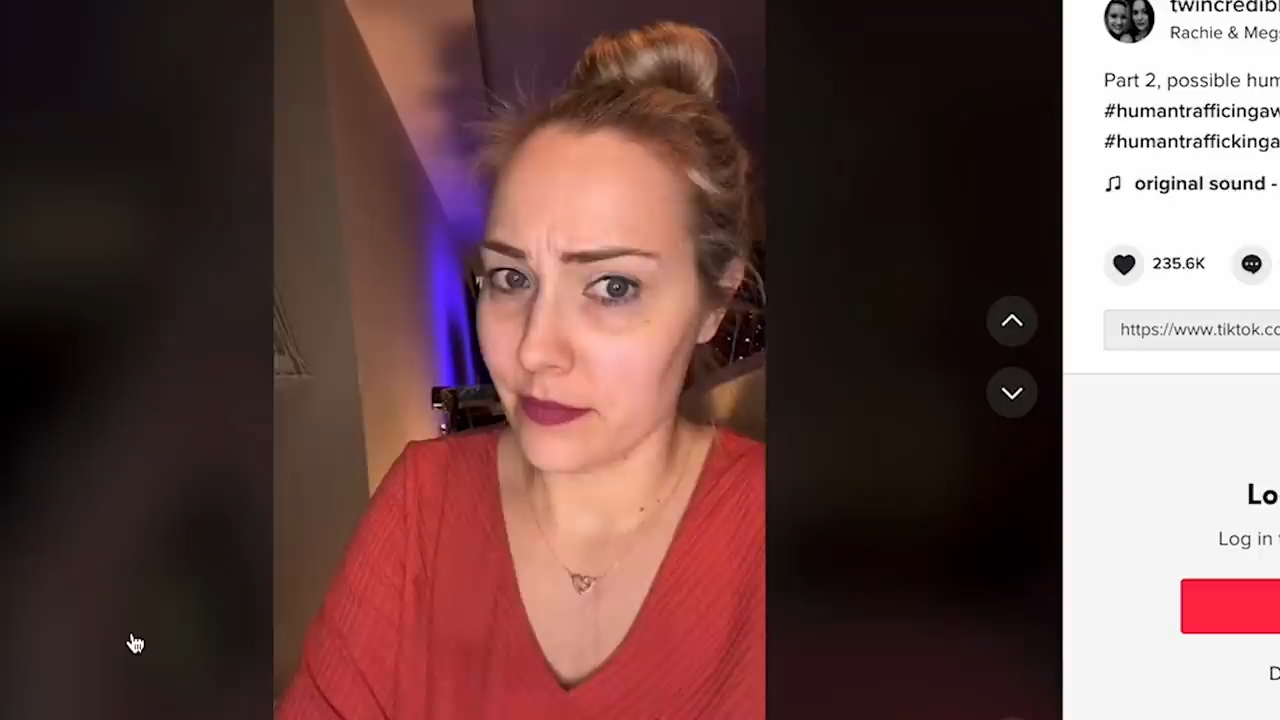 twincredibl
Rachie & Megs
Part 2, possible hum
#humantrafficingaw
#humantraffickinga
original sound -
235.6K
https://www.tiktok.co
Lo
Log in
D